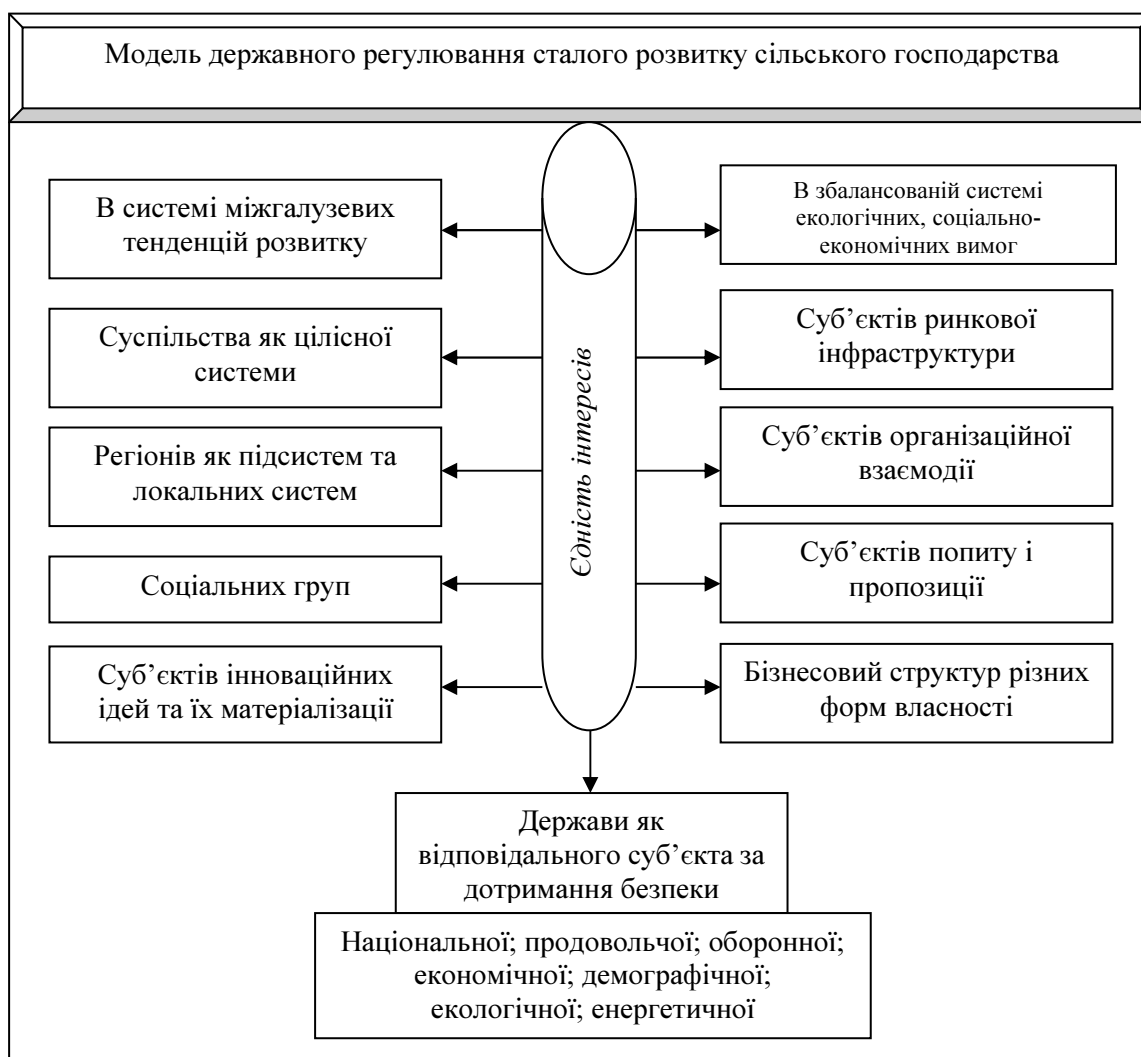 Модель державного регулювання сталого розвитку сільського господарства
В системі міжгалузевих
тенденцій розвитку
В збалансованій системі
екологічних, соціально-
економічних вимог
Суспільства як цілісної
системи
Суб’єктів ринкової
інфраструктури
Єдність інтересів
Регіонів як підсистем та
локальних систем
Суб’єктів організаційної
взаємодії
Соціальних груп
Суб’єктів попиту і
пропозиції
Суб’єктів інноваційних
ідей та їх матеріалізації
Бізнесовий структур різних
форм власності
Держави як
відповідального суб’єкта за
дотримання безпеки
Національної; продовольчої; оборонної;
економічної; демографічної;
екологічної; енергетичної